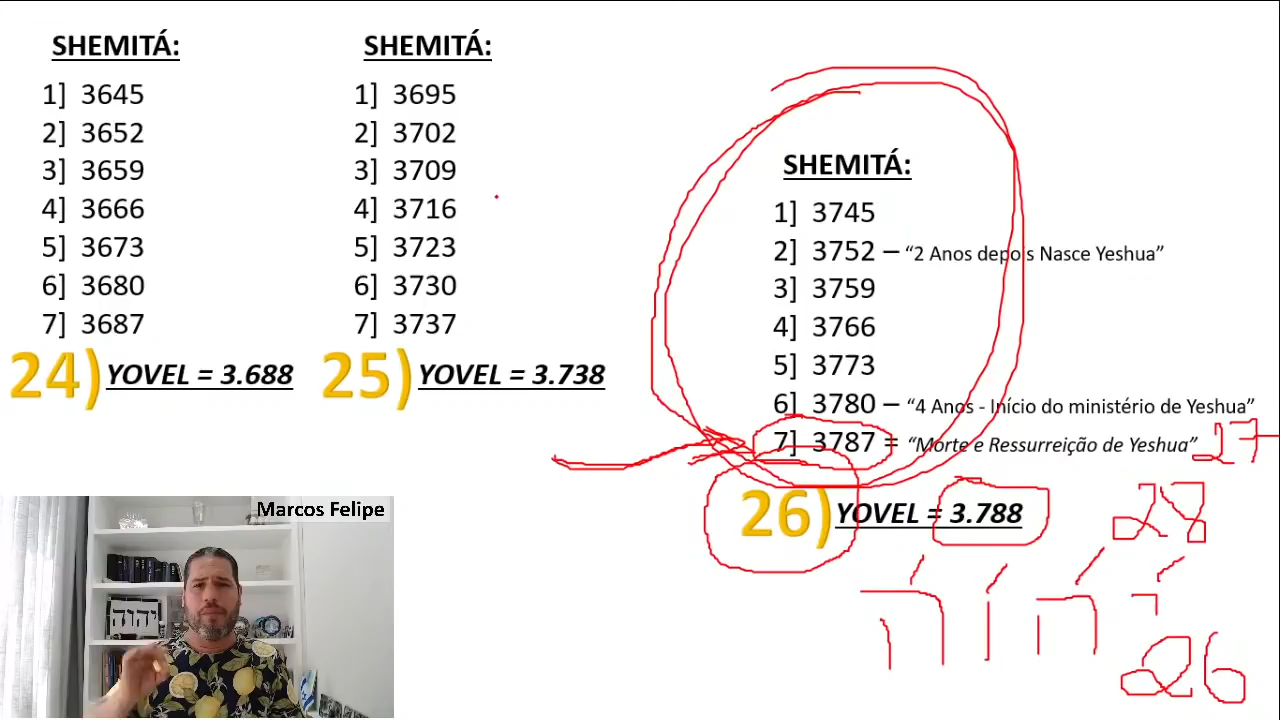 SHEMITÁ:
1] 3645
2] 3652
3] 3659
4] 3666
5] 3673
6] 3680
7] 3687
24) YOVEL = 3.688
SHEMITÁ:
1] 3695
2] 3702
3] 3709
4] 3716
5] 3723
6] 3730
7] 3737
25) YOVEL = 3.738
SHEMITÁ:
1] 3745
2] 3752 – “2 Anos depois Nasce Yeshua”
3] 3759
4] 3766
5] 3773
6] 3780 – “4 Anos - Início do ministério de Yeshua”
7] 3787 = “Morte e Ressurreição de Yeshua” 27
26) YOVEL = 3.788
28
יהוה
26
Marcos Felipe
יהוה